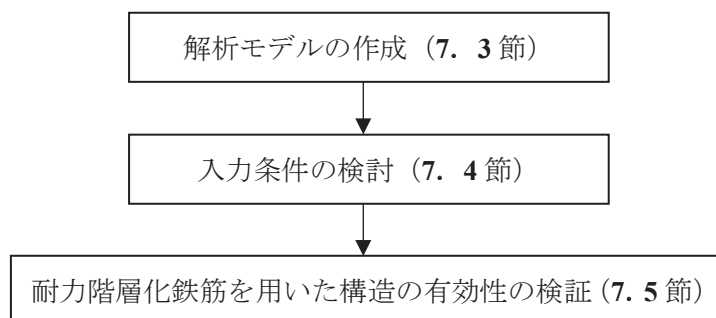 解析モデルの作成（7．3 節）
入力条件の検討（7．4 節）
耐力階層化鉄筋を用いた構造の有効性の検証（7．5 節）